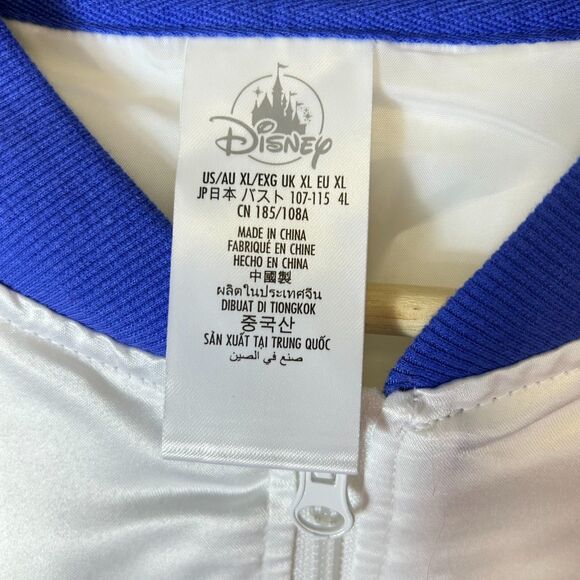 Disney
US/AU XL/EXG UK XL EU XL
JP日本 バスト 107-115 4L
CN 185/108A
MADE IN CHINA
FABRIQUÉ EN CHINE
HECHO EN CHINA
中國製
ผลิตในประเทศจีน
DIBUAT DI TIONGKOK
중국산
SẢN XUẤT TẠI TRUNG QUỐC
صنع في الصين